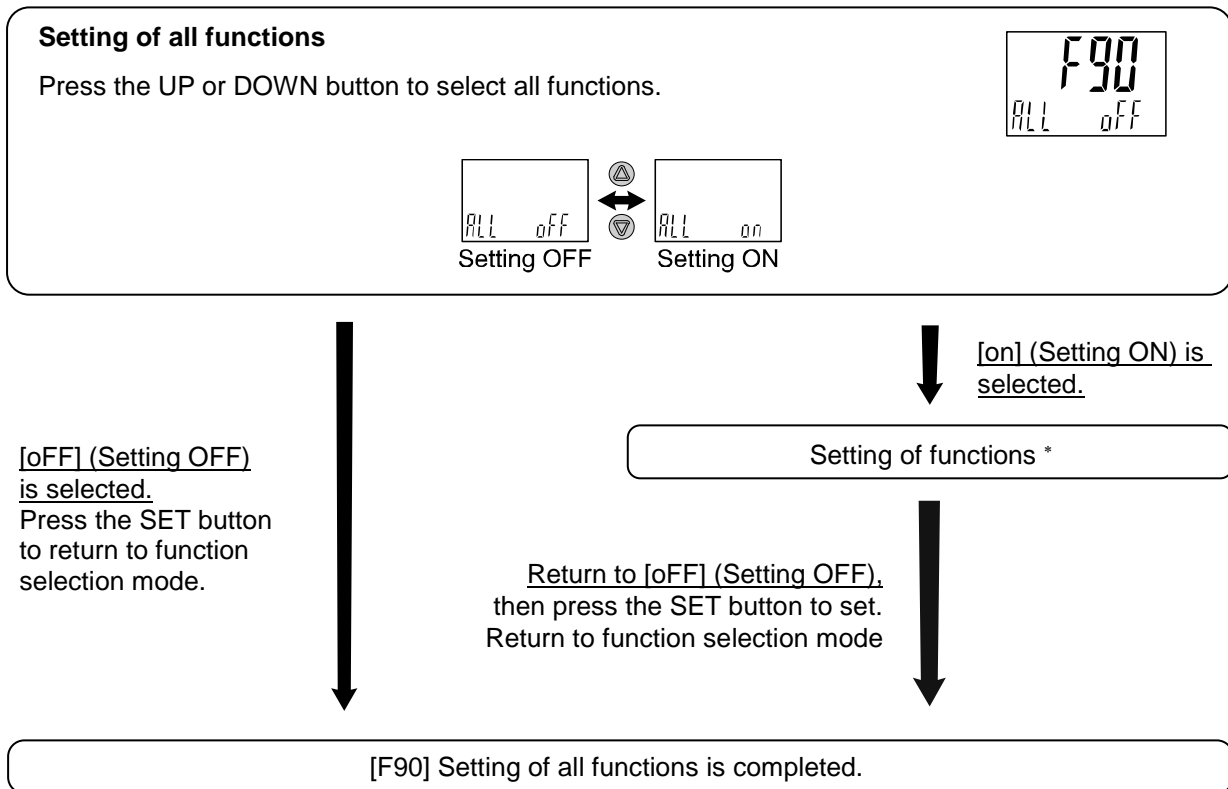 Setting of all functions
Press the UP or DOWN button to select all functions.
F90
ALL oFF
ALL oFF
ALL on
Setting OFF
Setting ON
[on] (Setting ON) is
selected.
[oFF] (Setting OFF)
is selected.
Press the SET button
to return to function
selection mode.
Setting of functions *
Return to [oFF] (Setting OFF),
then press the SET button to set.
Return to function selection mode
[F90] Setting of all functions is completed.